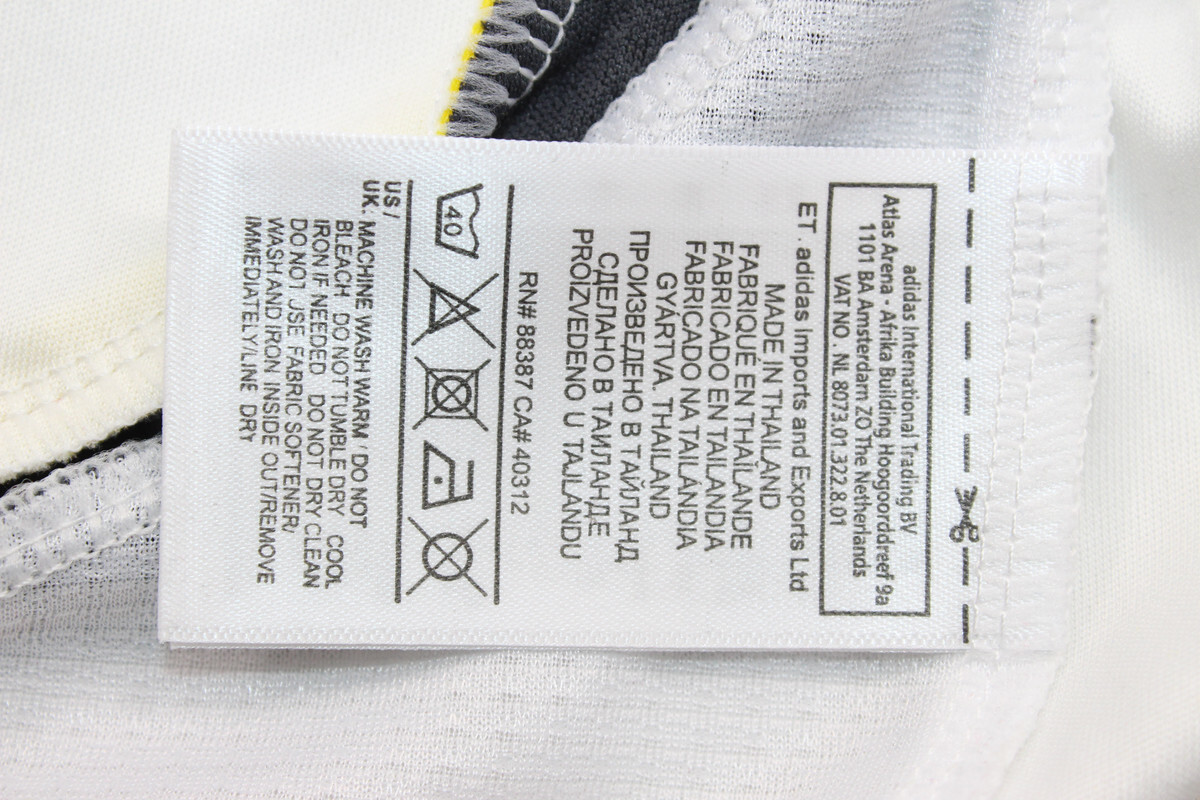 adidas International Trading BV
Atlas Arena - Afrika Building Hoogoorddreef 9a
1101 BA Amsterdam ZO The Netherlands
VAT NO. NL 8073.01.322.8.01
ET. adidas Imports and Exports Ltd
MADE IN THAILAND
FABRIQUÉ EN THAÏLANDE
FABRICADO EN TAILANDIA
FABRICADO NA TAILÂNDIA
GYÁRTVA. THAILAND
ПРОИЗВЕДЕНО В ТАЙЛАНД
СДЕЛАНО В ТАИЛАНДЕ
PROIZVEDENO U TAJLANDU
RN# 88387 CA# 40312
40
US /
UK. MACHINE WASH WARM / DO NOT
BLEACH DO NOT TUMBLE DRY COOL
IRON IF NEEDED DO NOT DRY CLEAN
DO NOT USE FABRIC SOFTENER/
WASH AND IRON INSIDE OUT/REMOVE
IMMEDIATELY/LINE DRY